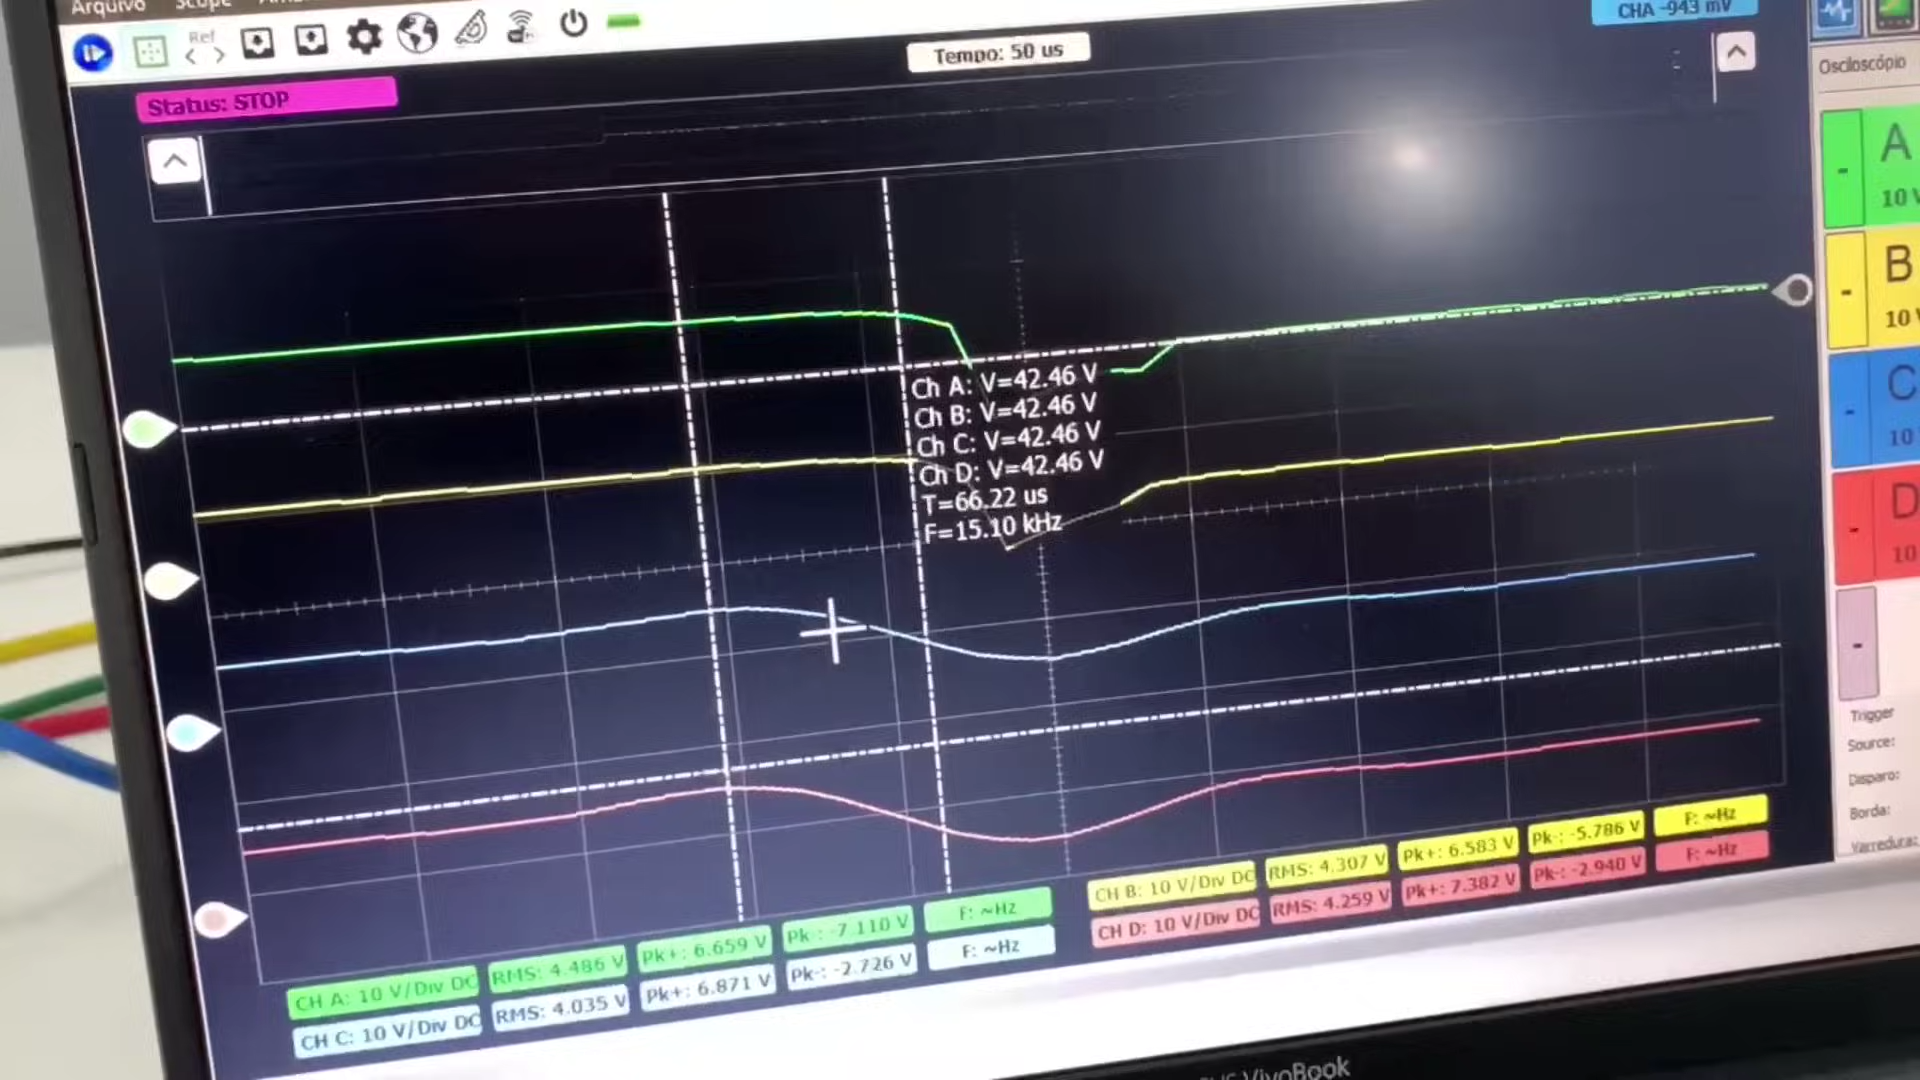 Arquivo Scope
Ref
CHA -943 mV
Tempo: 50 us
Osciloscópio
Status: STOP
A
10 V
B
10 V
C
10
D
10
Ch A: V=42.46 V
Ch B: V=42.46 V
Ch C: V=42.46 V
Ch D: V=42.46 V
T=66.22 us
F=15.10 kHz
Trigger
Source:
Disparo:
Borda:
Varredura:
CH A: 10 V/Div DC RMS: 4.486 V Pk+: 6.659 V Pk-: -7.110 V F: ~Hz
CH C: 10 V/Div DC RMS: 4.035 V Pk+: 6.871 V Pk-: -2.726 V F: ~Hz
CH B: 10 V/Div DC RMS: 4.307 V Pk+: 6.583 V Pk-: -5.786 V F: ~Hz
CH D: 10 V/Div DC RMS: 4.259 V Pk+: 7.382 V Pk-: -2.940 V F: ~Hz
VivoBook